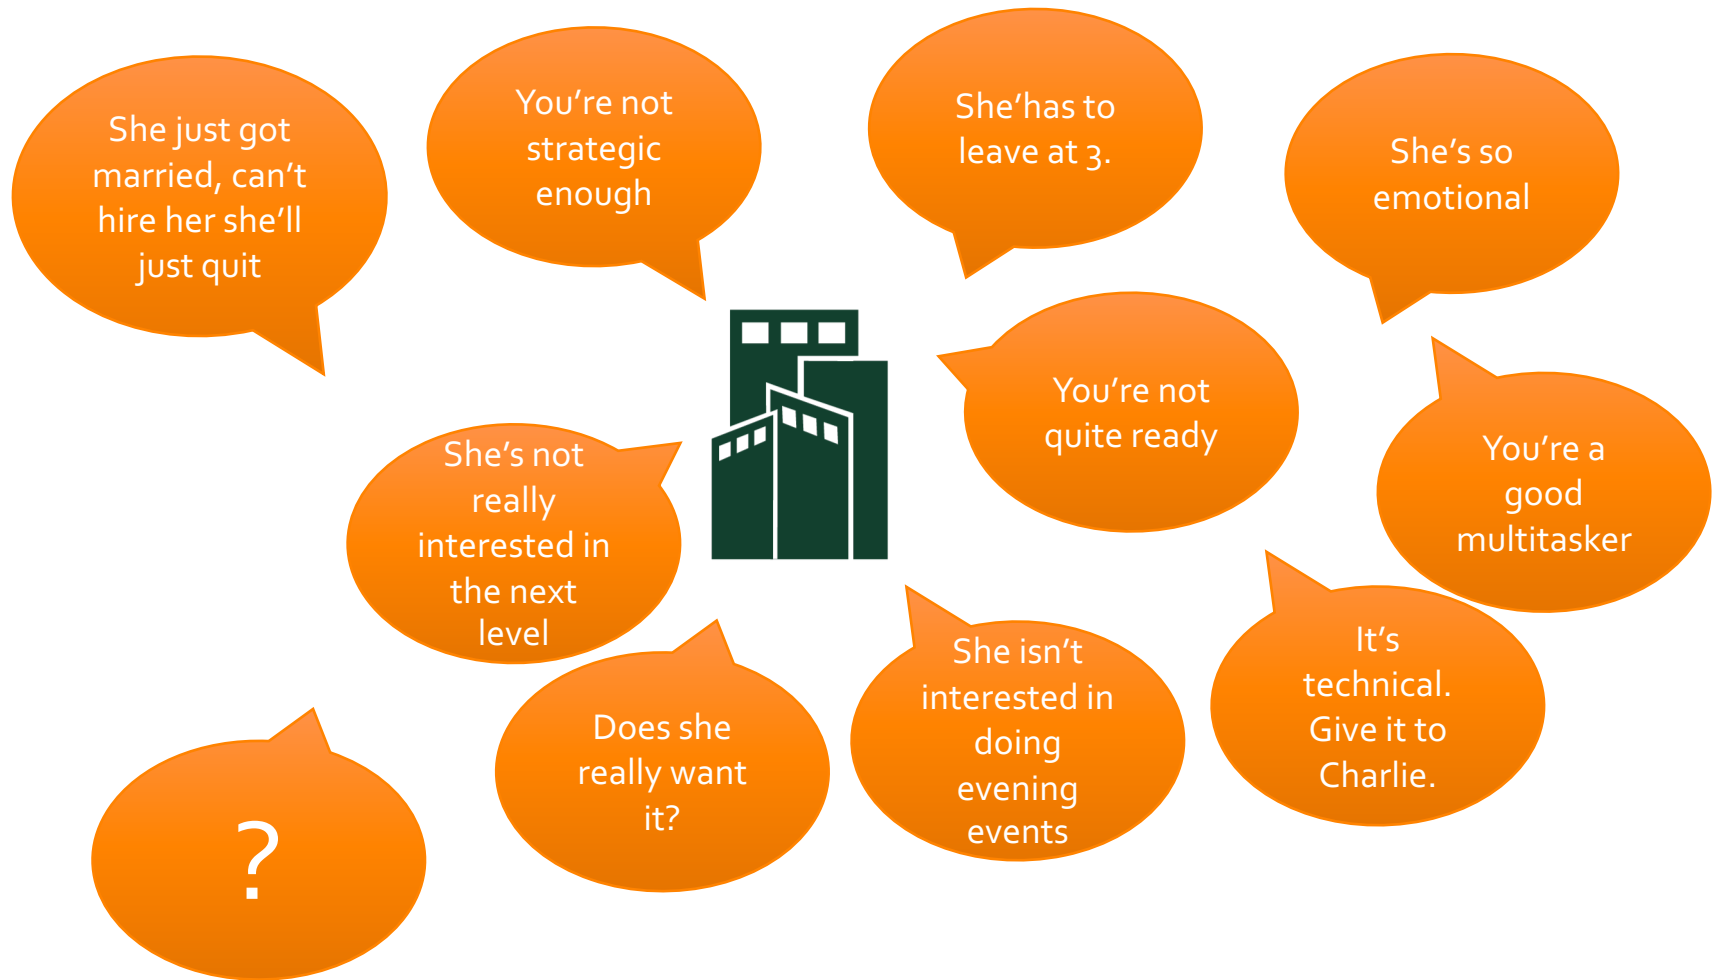 She just got
married, can't
hire her she'll
just quit
You're not
strategic
enough
She'has to
leave at 3.
She's so
emotional
You're not
quite ready
You're a
good
multitasker
She's not
really
interested in
the next
level
Does she
really want
it?
She isn't
interested in
doing
evening
events
It's
technical.
Give it to
Charlie.
?